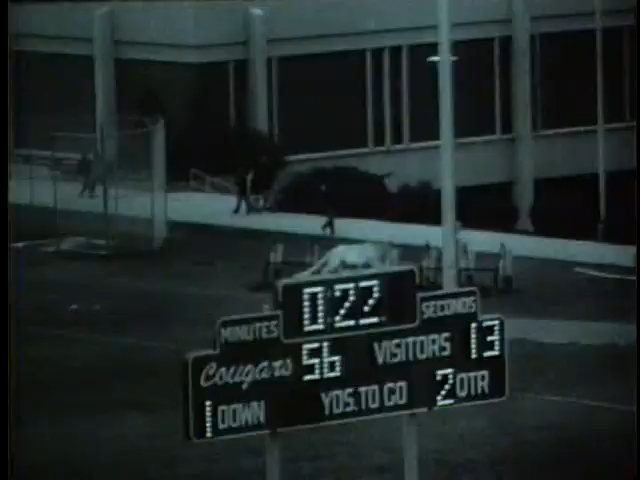 MINUTES 0:22 SECONDS
Cougars 56 VISITORS 13
1 DOWN YDS. TO GO 2 QTR